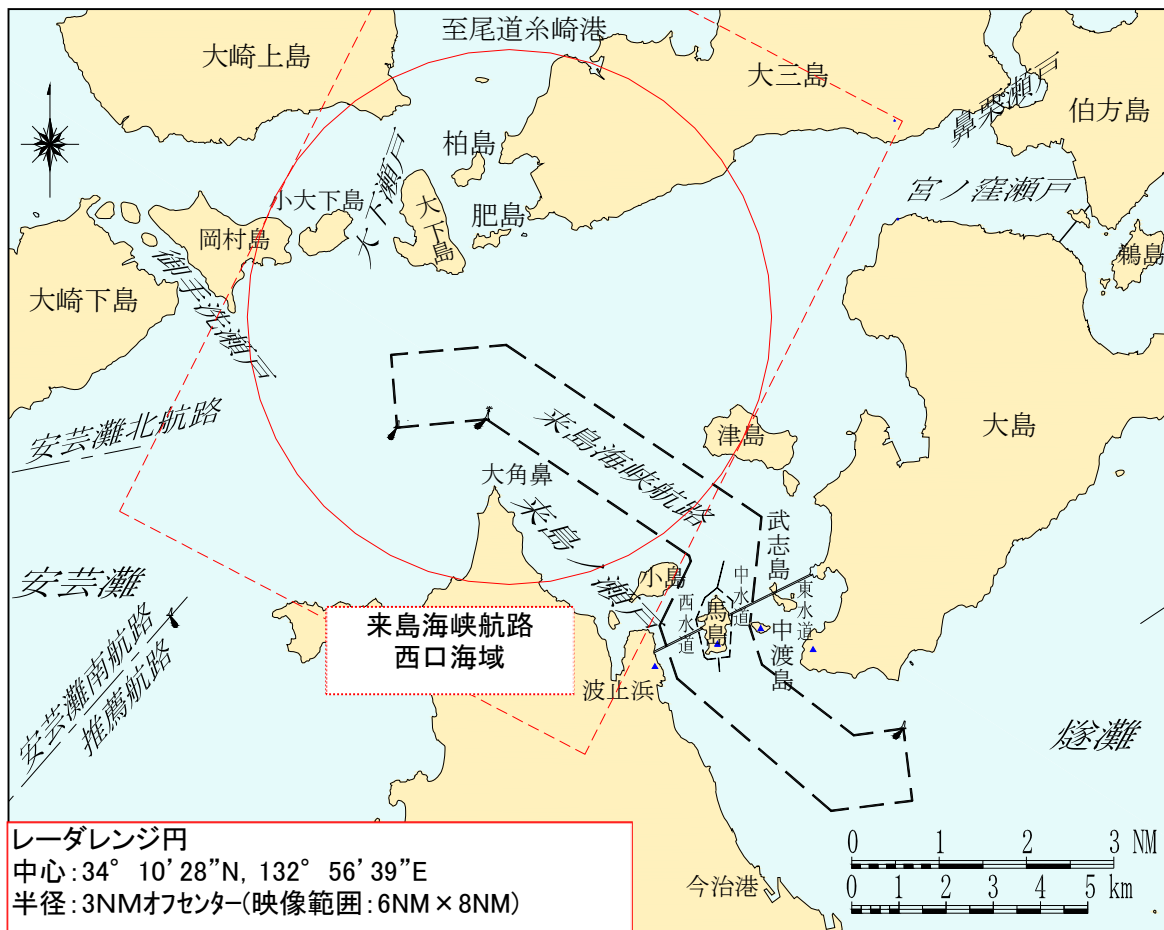 至尾道糸崎港
大崎上島
大三島
鼻栗瀬戸
伯方島
柏島
大下瀬戸
小大下島
宮ノ窪瀬戸
肥島
大下島
岡村島
鵜島
大崎下島
御手洗瀬戸
安芸灘北航路
来島海峡航路
津島
大島
大角鼻
来島ノ瀬戸
武志島
安芸灘
小島
中水道
東水道
西水道
馬島
中渡島
安芸灘南航路
推薦航路
来島海峡航路
西口海域
波止浜
燧灘
レーダレンジ円
中心:34° 10’28”N, 132° 56’39”E
半径:3NMオフセンター(映像範囲:6NM×8NM)
今治港
0 1 2 3 NM
0 1 2 3 4 5 km